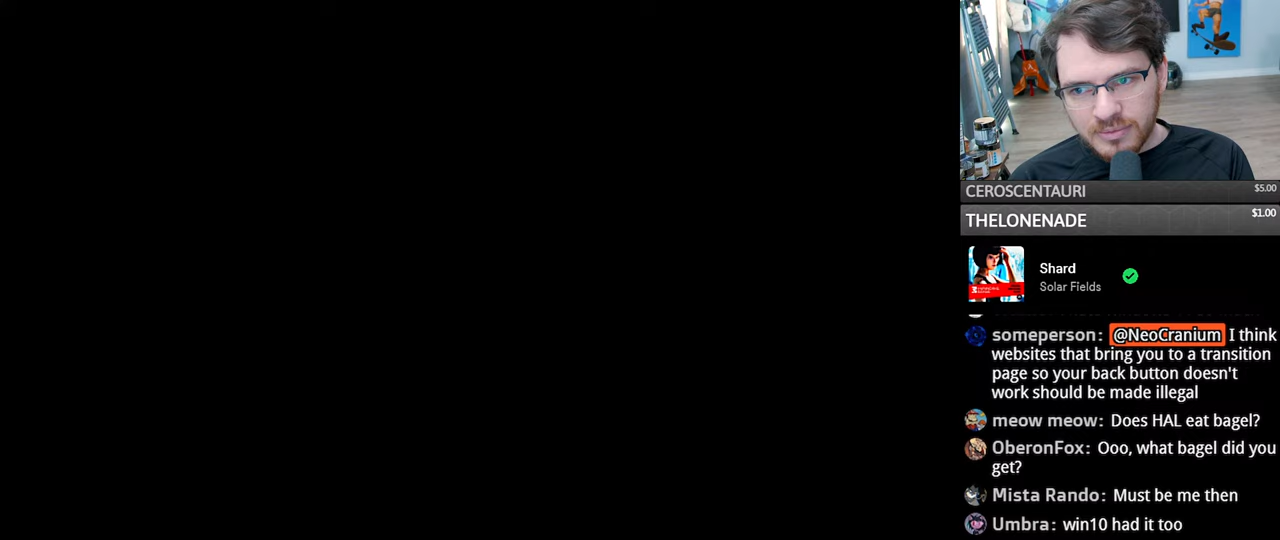 CEROSCENTAURI $5.00
THELONENADE $1.00
Shard
Solar Fields
someperson: @NeoCranium I think
websites that bring you to a transition
page so your back button doesn't
work should be made illegal
meow meow: Does HAL eat bagel?
OberonFox: Ooo, what bagel did you
get?
Mista Rando: Must be me then
Umbra: win10 had it too